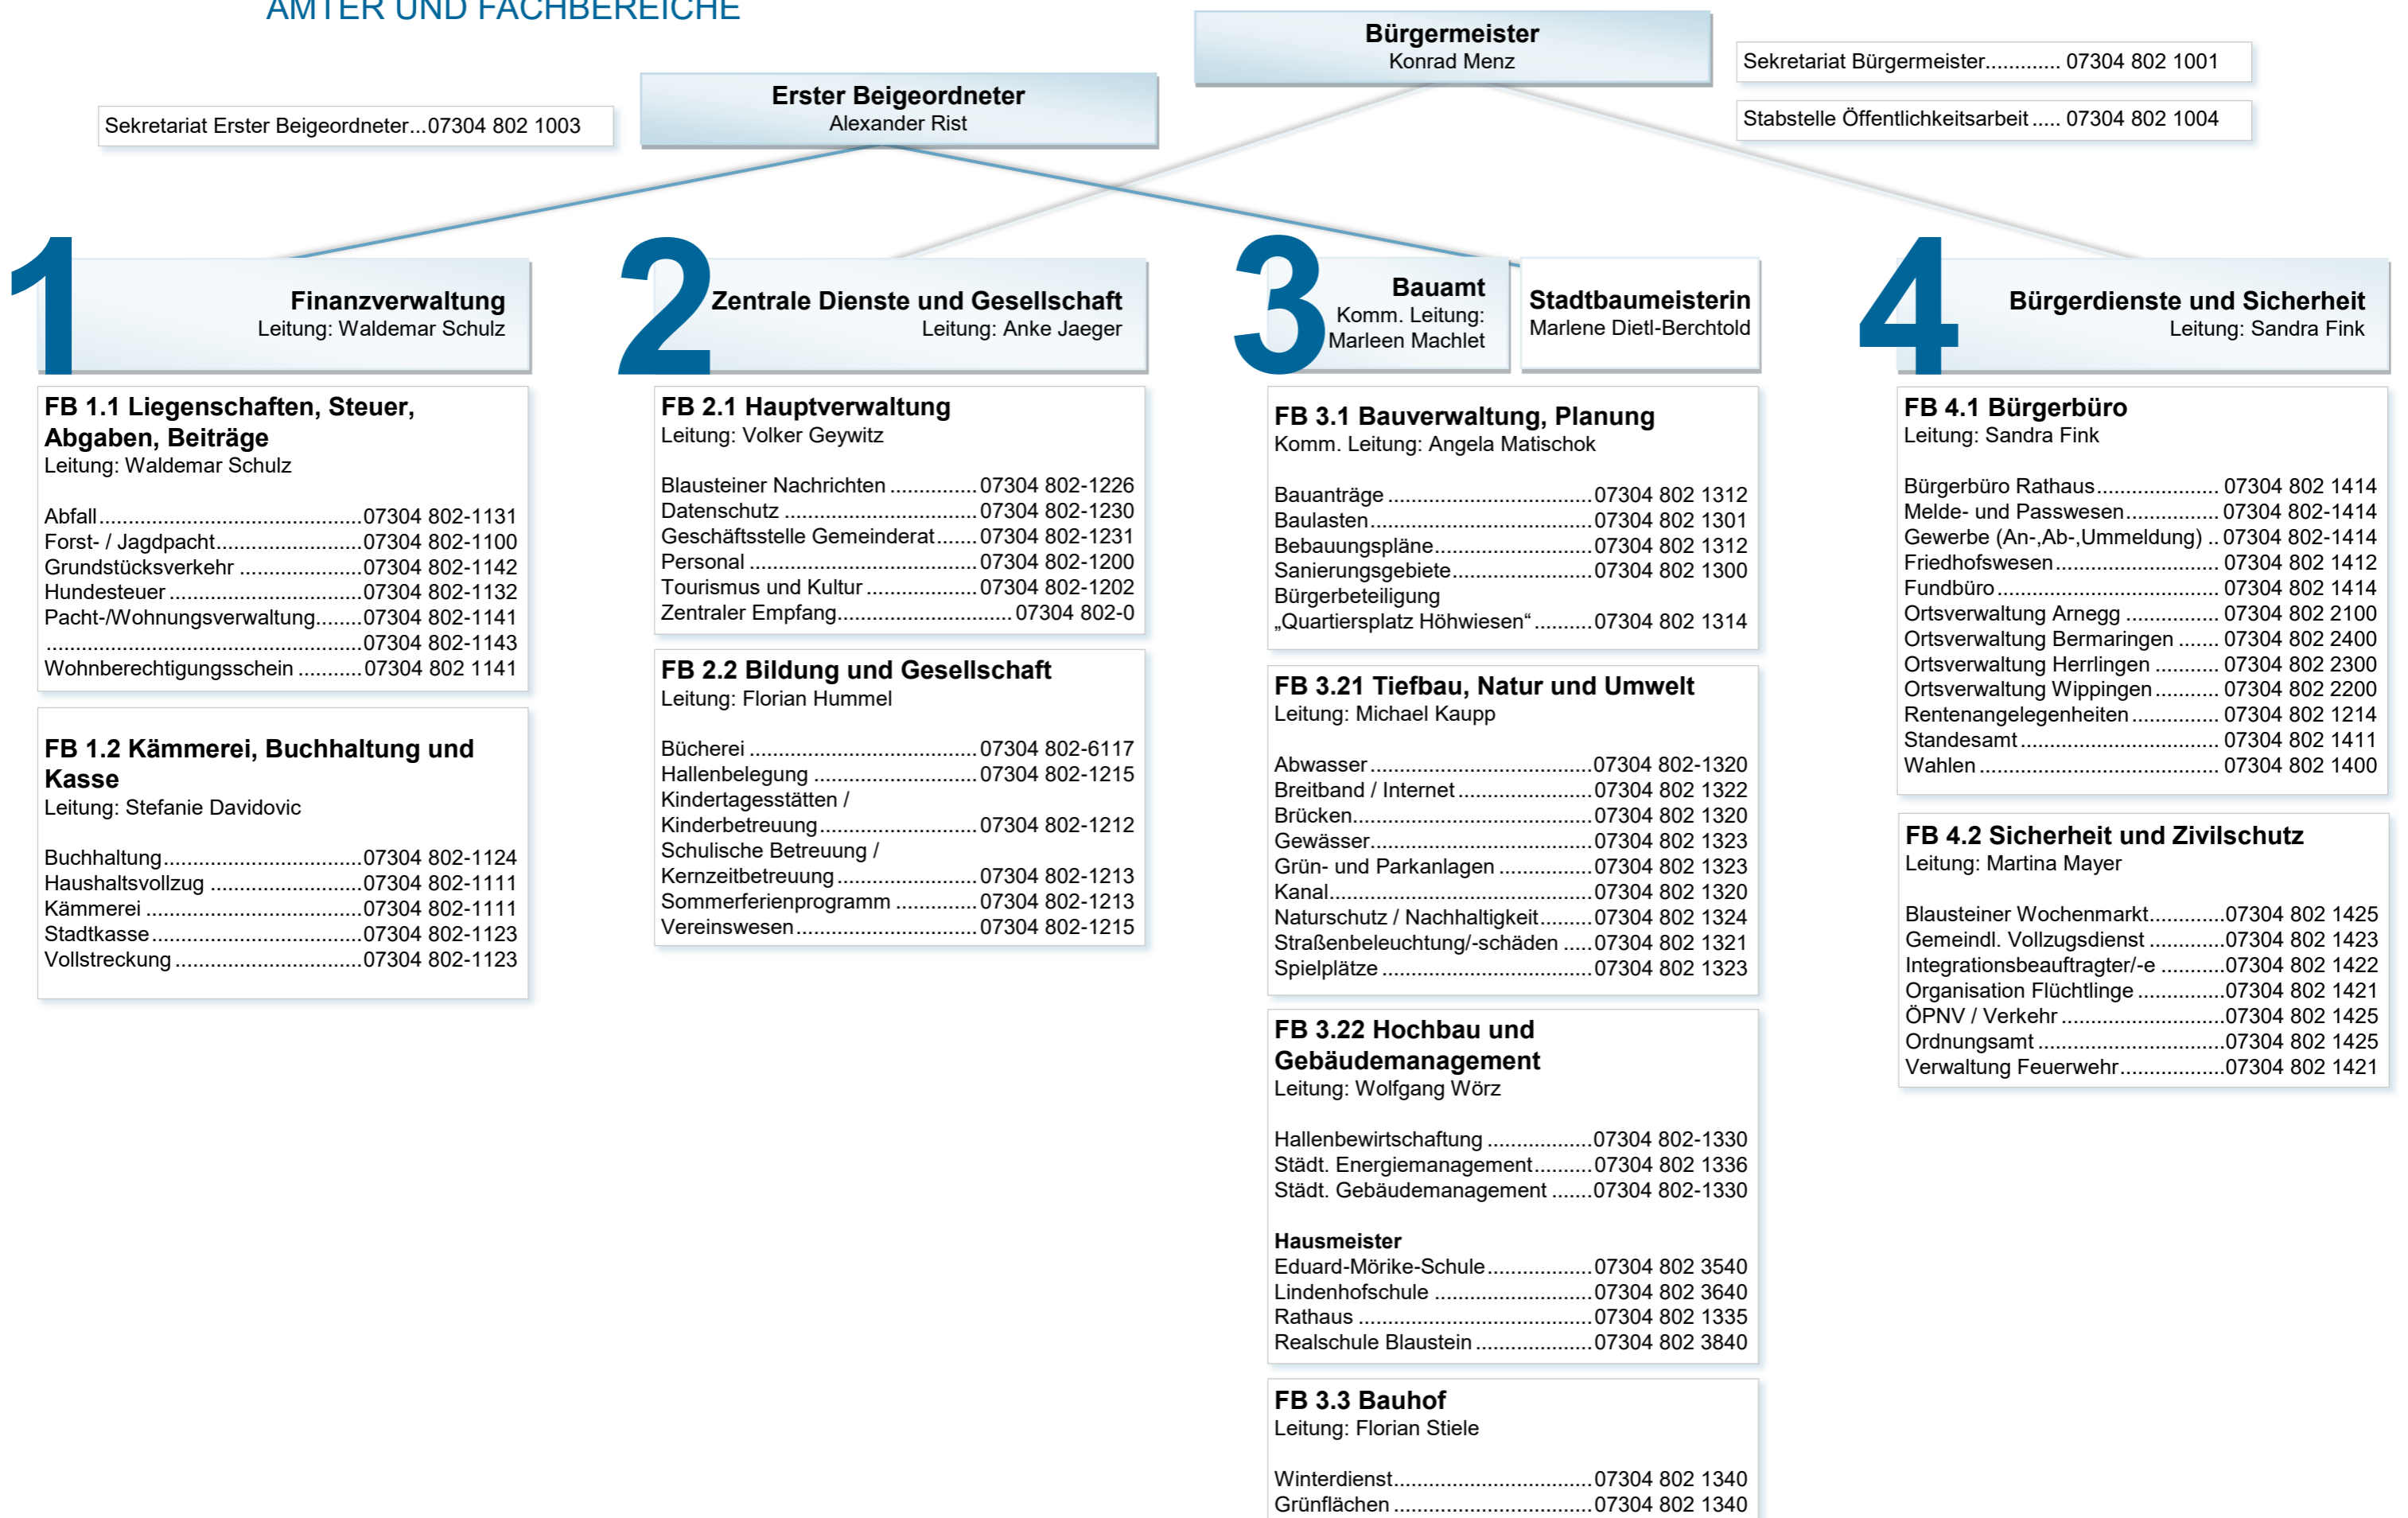 ÄMTER UND FACHBEREICHE
Bürgermeister
Konrad Menz
Sekretariat Bürgermeister............. 07304 802 1001
Stabstelle Öffentlichkeitsarbeit ..... 07304 802 1004
Erster Beigeordneter
Alexander Rist
Sekretariat Erster Beigeordneter...07304 802 1003
1
Finanzverwaltung
Leitung: Waldemar Schulz
FB 1.1 Liegenschaften, Steuer,
Abgaben, Beiträge
Leitung: Waldemar Schulz
Abfall.............................................07304 802-1131
Forst- / Jagdpacht.........................07304 802-1100
Grundstücksverkehr .....................07304 802-1142
Hundesteuer .................................07304 802-1132
Pacht-/Wohnungsverwaltung........07304 802-1141
......................................................07304 802-1143
Wohnberechtigungsschein ...........07304 802 1141
FB 1.2 Kämmerei, Buchhaltung und
Kasse
Leitung: Stefanie Davidovic
Buchhaltung..................................07304 802-1124
Haushaltsvollzug ..........................07304 802-1111
Kämmerei .....................................07304 802-1111
Stadtkasse....................................07304 802-1123
Vollstreckung ................................07304 802-1123
2
Zentrale Dienste und Gesellschaft
Leitung: Anke Jaeger
FB 2.1 Hauptverwaltung
Leitung: Volker Geywitz
Blausteiner Nachrichten ...............07304 802-1226
Datenschutz .................................07304 802-1230
Geschäftsstelle Gemeinderat.......07304 802-1231
Personal .......................................07304 802-1200
Tourismus und Kultur ...................07304 802-1202
Zentraler Empfang.............................. 07304 802-0
FB 2.2 Bildung und Gesellschaft
Leitung: Florian Hummel
Bücherei .......................................07304 802-6117
Hallenbelegung ............................07304 802-1215
Kindertagesstätten /
Kinderbetreuung...........................07304 802-1212
Schulische Betreuung /
Kernzeitbetreuung........................07304 802-1213
Sommerferienprogramm ..............07304 802-1213
Vereinswesen...............................07304 802-1215
3
Bauamt
Komm. Leitung:
Marleen Machlet
Stadtbaumeisterin
Marlene Dietl-Berchtold
FB 3.1 Bauverwaltung, Planung
Komm. Leitung: Angela Matischok
Bauanträge ...................................07304 802 1312
Baulasten......................................07304 802 1301
Bebauungspläne...........................07304 802 1312
Sanierungsgebiete........................07304 802 1300
Bürgerbeteiligung
„Quartiersplatz Höhwiesen“ ..........07304 802 1314
FB 3.21 Tiefbau, Natur und Umwelt
Leitung: Michael Kaupp
Abwasser ......................................07304 802-1320
Breitband / Internet .......................07304 802 1322
Brücken.........................................07304 802 1320
Gewässer......................................07304 802 1323
Grün- und Parkanlagen ................07304 802 1323
Kanal.............................................07304 802 1320
Naturschutz / Nachhaltigkeit.........07304 802 1324
Straßenbeleuchtung/-schäden .....07304 802 1321
Spielplätze ....................................07304 802 1323
FB 3.22 Hochbau und
Gebäudemanagement
Leitung: Wolfgang Wörz
Hallenbewirtschaftung ..................07304 802-1330
Städt. Energiemanagement..........07304 802 1336
Städt. Gebäudemanagement .......07304 802-1330
Hausmeister
Eduard-Mörike-Schule..................07304 802 3540
Lindenhofschule ...........................07304 802 3640
Rathaus ........................................07304 802 1335
Realschule Blaustein ....................07304 802 3840
FB 3.3 Bauhof
Leitung: Florian Stiele
Winterdienst..................................07304 802 1340
Grünflächen ..................................07304 802 1340
4
Bürgerdienste und Sicherheit
Leitung: Sandra Fink
FB 4.1 Bürgerbüro
Leitung: Sandra Fink
Bürgerbüro Rathaus..................... 07304 802 1414
Melde- und Passwesen................ 07304 802-1414
Gewerbe (An-,Ab-,Ummeldung) .. 07304 802-1414
Friedhofswesen............................ 07304 802 1412
Fundbüro ...................................... 07304 802 1414
Ortsverwaltung Arnegg ................ 07304 802 2100
Ortsverwaltung Bermaringen ....... 07304 802 2400
Ortsverwaltung Herrlingen ........... 07304 802 2300
Ortsverwaltung Wippingen........... 07304 802 2200
Rentenangelegenheiten............... 07304 802 1214
Standesamt .................................. 07304 802 1411
Wahlen ......................................... 07304 802 1400
FB 4.2 Sicherheit und Zivilschutz
Leitung: Martina Mayer
Blausteiner Wochenmarkt.............07304 802 1425
Gemeindl. Vollzugsdienst .............07304 802 1423
Integrationsbeauftragter/-e ...........07304 802 1422
Organisation Flüchtlinge ...............07304 802 1421
ÖPNV / Verkehr ............................07304 802 1425
Ordnungsamt ................................07304 802 1425
Verwaltung Feuerwehr..................07304 802 1421